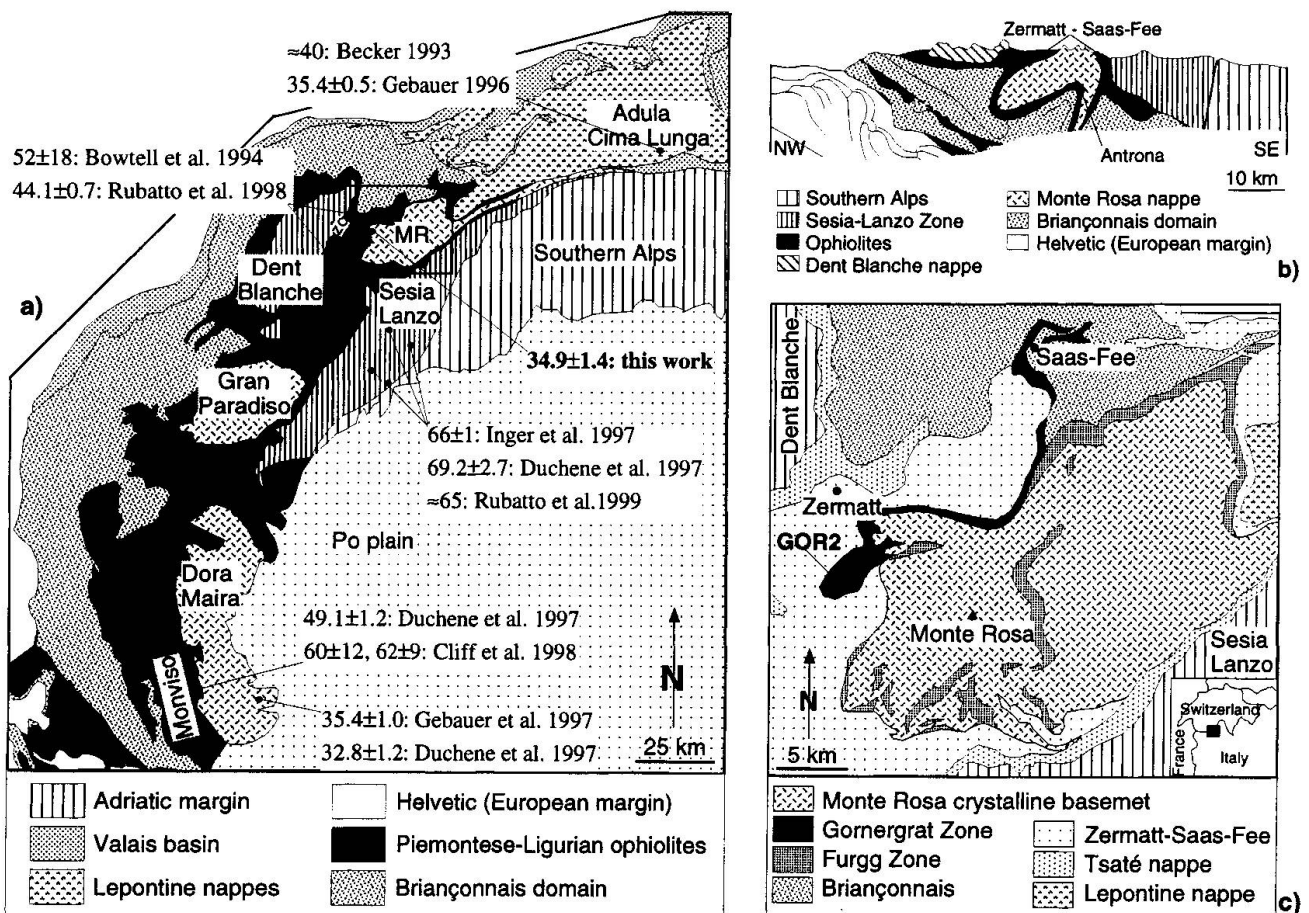 ≈40: Becker 1993
35.4±0.5: Gebauer 1996
Adula
Cima Lunga
52±18: Bowtell et al. 1994
44.1±0.7: Rubatto et al. 1998
MR
Dent
Blanche
Southern Alps
a)
Sesia
Lanzo
34.9±1.4: this work
Gran
Paradiso
66±1: Inger et al. 1997
69.2±2.7: Duchene et al. 1997
≈65: Rubatto et al.1999
Po plain
Dora
Maira
49.1±1.2: Duchene et al. 1997
60±12, 62±9: Cliff et al. 1998
Monviso
N
35.4±1.0: Gebauer et al. 1997
32.8±1.2: Duchene et al. 1997
25 km
Adriatic margin
Valais basin
Lepontine nappes
Helvetic (European margin)
Piemontese-Ligurian ophiolites
Briançonnais domain
Zermatt - Saas-Fee
NW
SE
Antrona
10 km
Southern Alps
Sesia-Lanzo Zone
Ophiolites
Dent Blanche nappe
Monte Rosa nappe
Briançonnais domain
Helvetic (European margin)
b)
Dent Blanche
Saas-Fee
Zermatt
GOR2
Monte Rosa
Sesia
Lanzo
N
5 km
Switzerland
France
Italy
Monte Rosa crystalline basemet
Gornergrat Zone
Furgg Zone
Briançonnais
Zermatt-Saas-Fee
Tsaté nappe
Lepontine nappe
c)